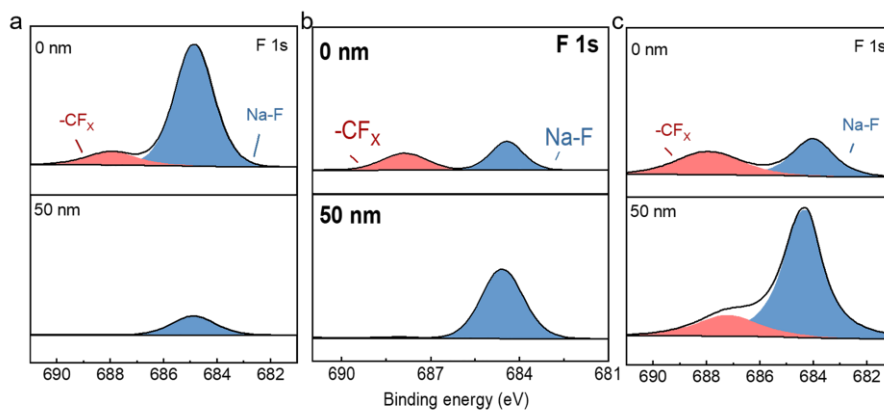 a
0 nm
F 1s
-CFX
Na-F
50 nm
690 688 686 684 682
b
F 1s
0 nm
-CFX
Na-F
50 nm
690 687 684 681
Binding energy (eV)
c
0 nm
F 1s
-CFX
Na-F
50 nm
690 688 686 684 682